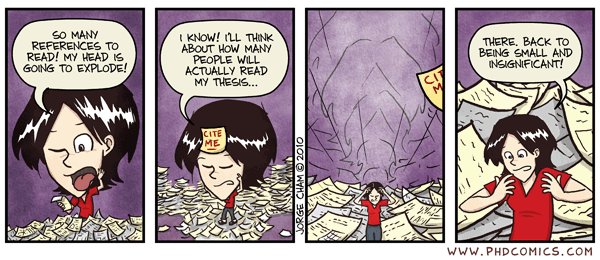 SO MANY
REFERENCES TO
READ! MY HEAD IS
GOING TO EXPLODE!
I KNOW! I'LL THINK
ABOUT HOW MANY
PEOPLE WILL
ACTUALLY READ
MY THESIS...
CITE
ME
JORGE CHAM © 2010
CITE
ME
THERE. BACK TO
BEING SMALL AND
INSIGNIFICANT!
WWW.PHDCOMICS.COM